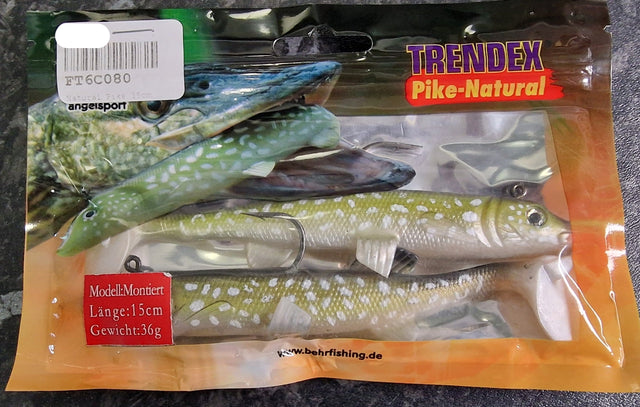 FT6C080
Natural Pike 15cm
angelsport
TRENDEX
Pike-Natural
Modell:Montiert
Länge:15cm
Gewicht:36g
www.behrfishing.de